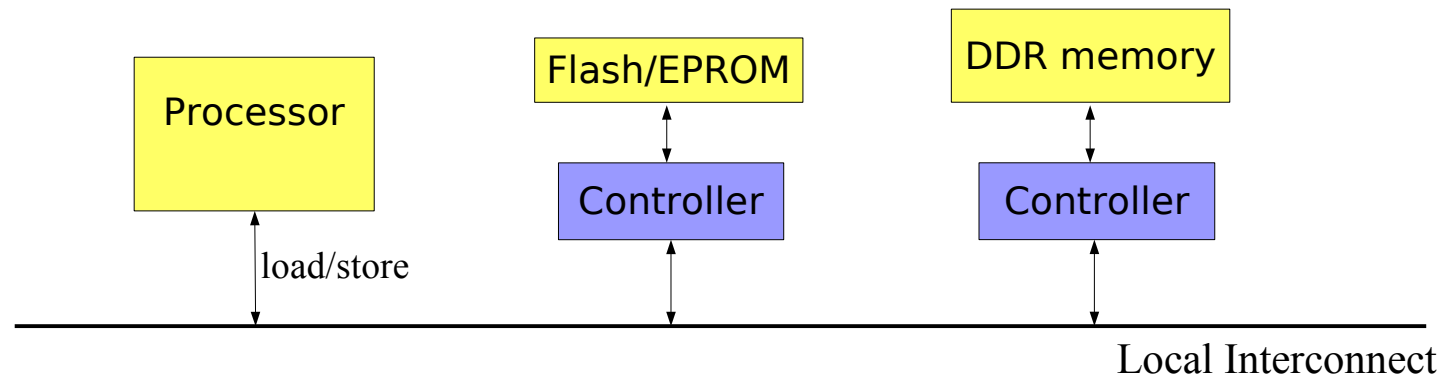 Processor
Flash/EPROM
DDR memory
Controller
Controller
load/store
Local Interconnect